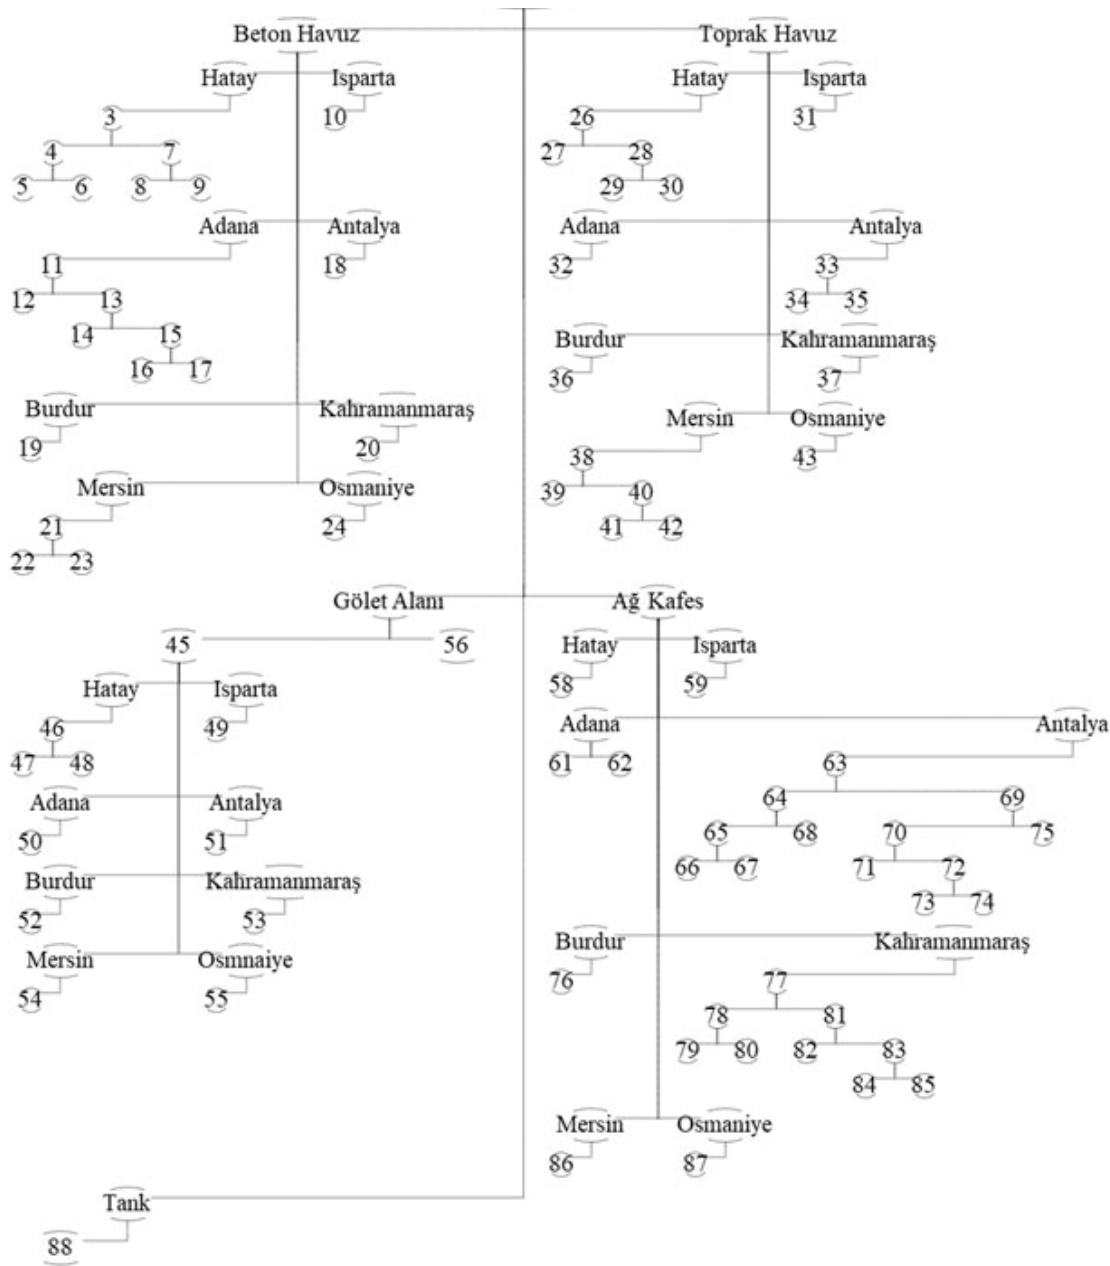 Beton Havuz Toprak Havuz
Hatay Isparta Hatay Isparta
3 10 26 31
4 7 27 28
5 6 8 9 29 30
Adana Antalya Adana Antalya
11 18 32 33
12 13 34 35
14 15 Burdur Kahramanmaraş
16 17 36 37
Burdur Kahramanmaraş Mersin Osmaniye
19 20 38 43
Mersin Osmaniye 39 40
21 24 41 42
22 23
Gölet Alanı Ağ Kafes
45 56 Hatay Isparta
58 59
Hatay Isparta
46 49 Adana Antalya
47 48 61 62 63
Adana Antalya 64 69
50 51 65 68 70 75
66 67 71 72
Burdur Kahramanmaraş
52 53 73 74
Mersin Osmnaiye Burdur Kahramanmaraş
54 55 76 77
78 81
79 80 82 83
84 85
Mersin Osmaniye
86 87
Tank
88